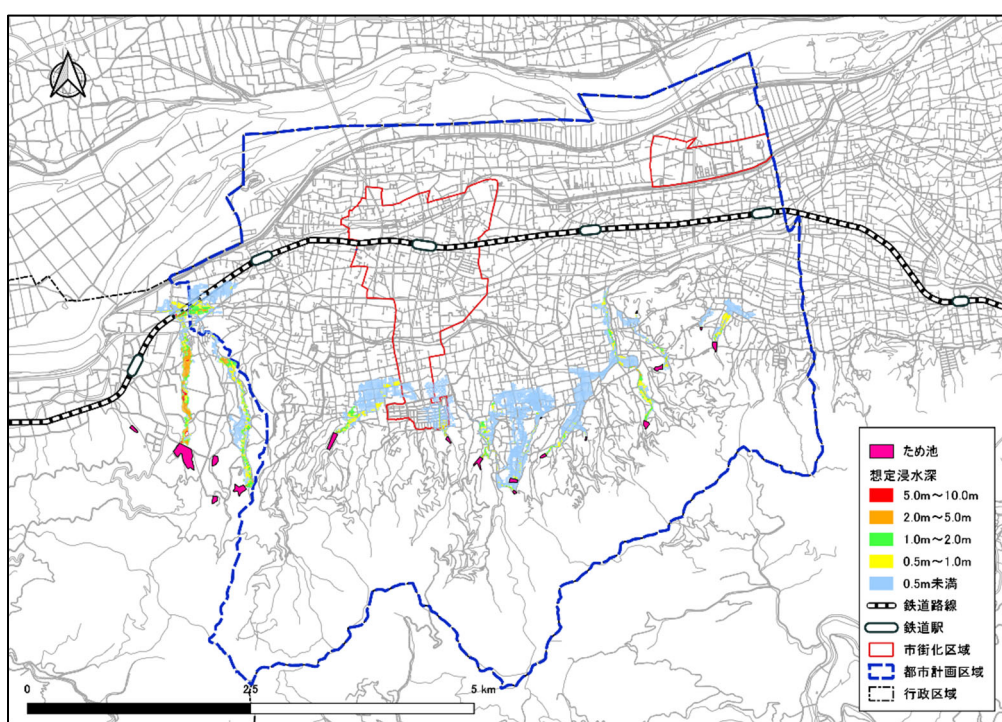 ため池
想定浸水深
5.0m～10.0m
2.0m～5.0m
1.0m～2.0m
0.5m～1.0m
0.5m未満
鉄道路線
鉄道駅
市街化区域
都市計画区域
行政区域
0 2.5 5 km